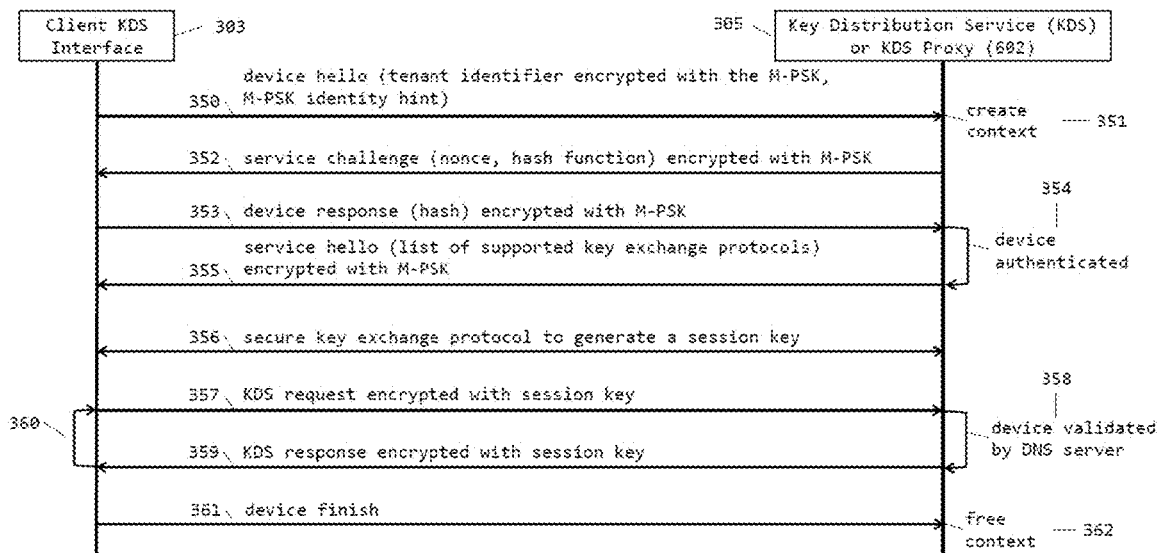 Client KDS
Interface
303
305
Key Distribution Service (KDS)
or KDS Proxy (602)
device hello (tenant identifier encrypted with the M-PSK,
M-PSK identity hint)
350
create
context
351
352 service challenge (nonce, hash function) encrypted with M-PSK
353 device response (hash) encrypted with M-PSK
354
device
authenticated
service hello (list of supported key exchange protocols)
355 encrypted with M-PSK
356 secure key exchange protocol to generate a session key
357 KDS request encrypted with session key
358
360
device validated
by DNS server
359 KDS response encrypted with session key
361 device finish
free
context
362